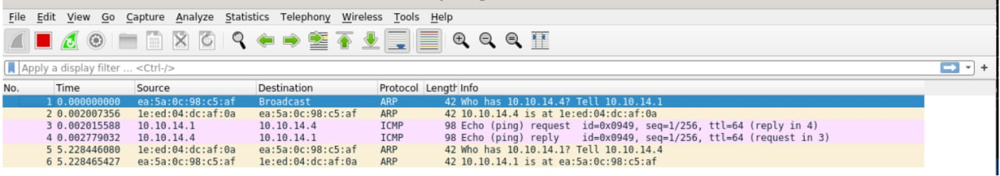 File Edit View Go Capture Analyze Statistics Telephony Wireless Tools Help
Apply a display filter ... <Ctrl-/>
No. Time Source Destination Protocol Length Info
1 0.000000000 ea:5a:0c:98:c5:af Broadcast ARP 42 Who has 10.10.14.4? Tell 10.10.14.1
2 0.002007356 1e:ed:04:dc:af:0a ea:5a:0c:98:c5:af ARP 42 10.10.14.4 is at 1e:ed:04:dc:af:0a
3 0.002015588 10.10.14.1 10.10.14.4 ICMP 98 Echo (ping) request id=0x0949, seq=1/256, ttl=64 (reply in 4)
4 0.002779032 10.10.14.4 10.10.14.1 ICMP 98 Echo (ping) reply id=0x0949, seq=1/256, ttl=64 (request in 3)
5 5.228446080 1e:ed:04:dc:af:0a ea:5a:0c:98:c5:af ARP 42 Who has 10.10.14.1? Tell 10.10.14.4
6 5.228465427 ea:5a:0c:98:c5:af 1e:ed:04:dc:af:0a ARP 42 10.10.14.1 is at ea:5a:0c:98:c5:af